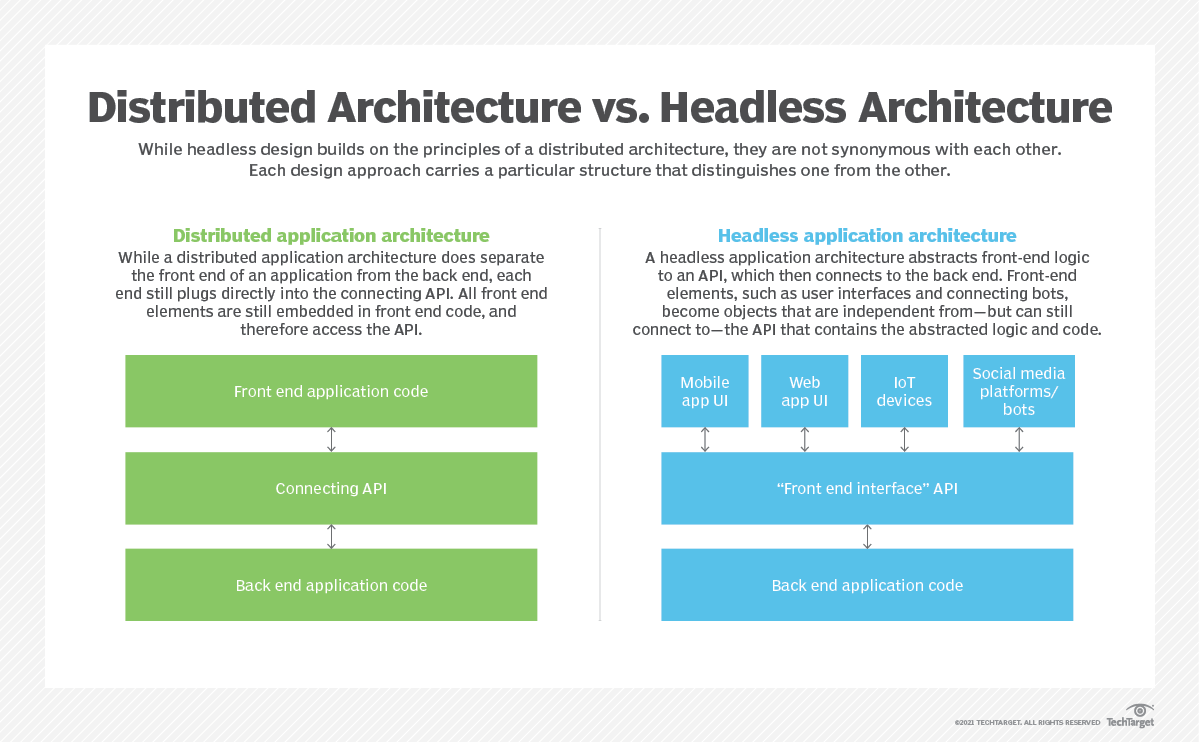 Distributed Architecture vs. Headless Architecture
While headless design builds on the principles of a distributed architecture, they are not synonymous with each other.
Each design approach carries a particular structure that distinguishes one from the other.
Distributed application architecture
While a distributed application architecture does separate
the front end of an application from the back end, each
end still plugs directly into the connecting API. All front end
elements are still embedded in front end code, and
therefore access the API.
Front end application code
Connecting API
Back end application code
Headless application architecture
A headless application architecture abstracts front-end logic
to an API, which then connects to the back end. Front-end
elements, such as user interfaces and connecting bots,
become objects that are independent from—but can still
connect to—the API that contains the abstracted logic and code.
Mobile
app UI
Web
app UI
IoT
devices
Social media
platforms/
bots
“Front end interface” API
Back end application code
©2021 TECHTARGET. ALL RIGHTS RESERVED
TechTarget